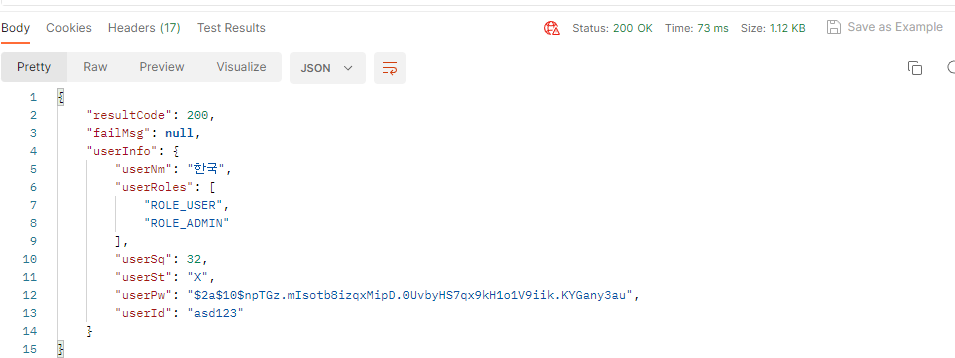 Body Cookies Headers (17) Test Results Status: 200 OK Time: 73 ms Size: 1.12 KB Save as Example
Pretty Raw Preview Visualize JSON
1 {
2 "resultCode": 200,
3 "failMsg": null,
4 "userInfo": {
5 "userNm": "한국",
6 "userRoles": [
7 "ROLE_USER",
8 "ROLE_ADMIN"
9 ],
10 "userSq": 32,
11 "userSt": "X",
12 "userPw": "$2a$10$npTGz.mIsotb8izqxMipD.0UvbyHS7qx9kH1o1V9iik.KYGany3au",
13 "userId": "asd123"
14 }
15 }